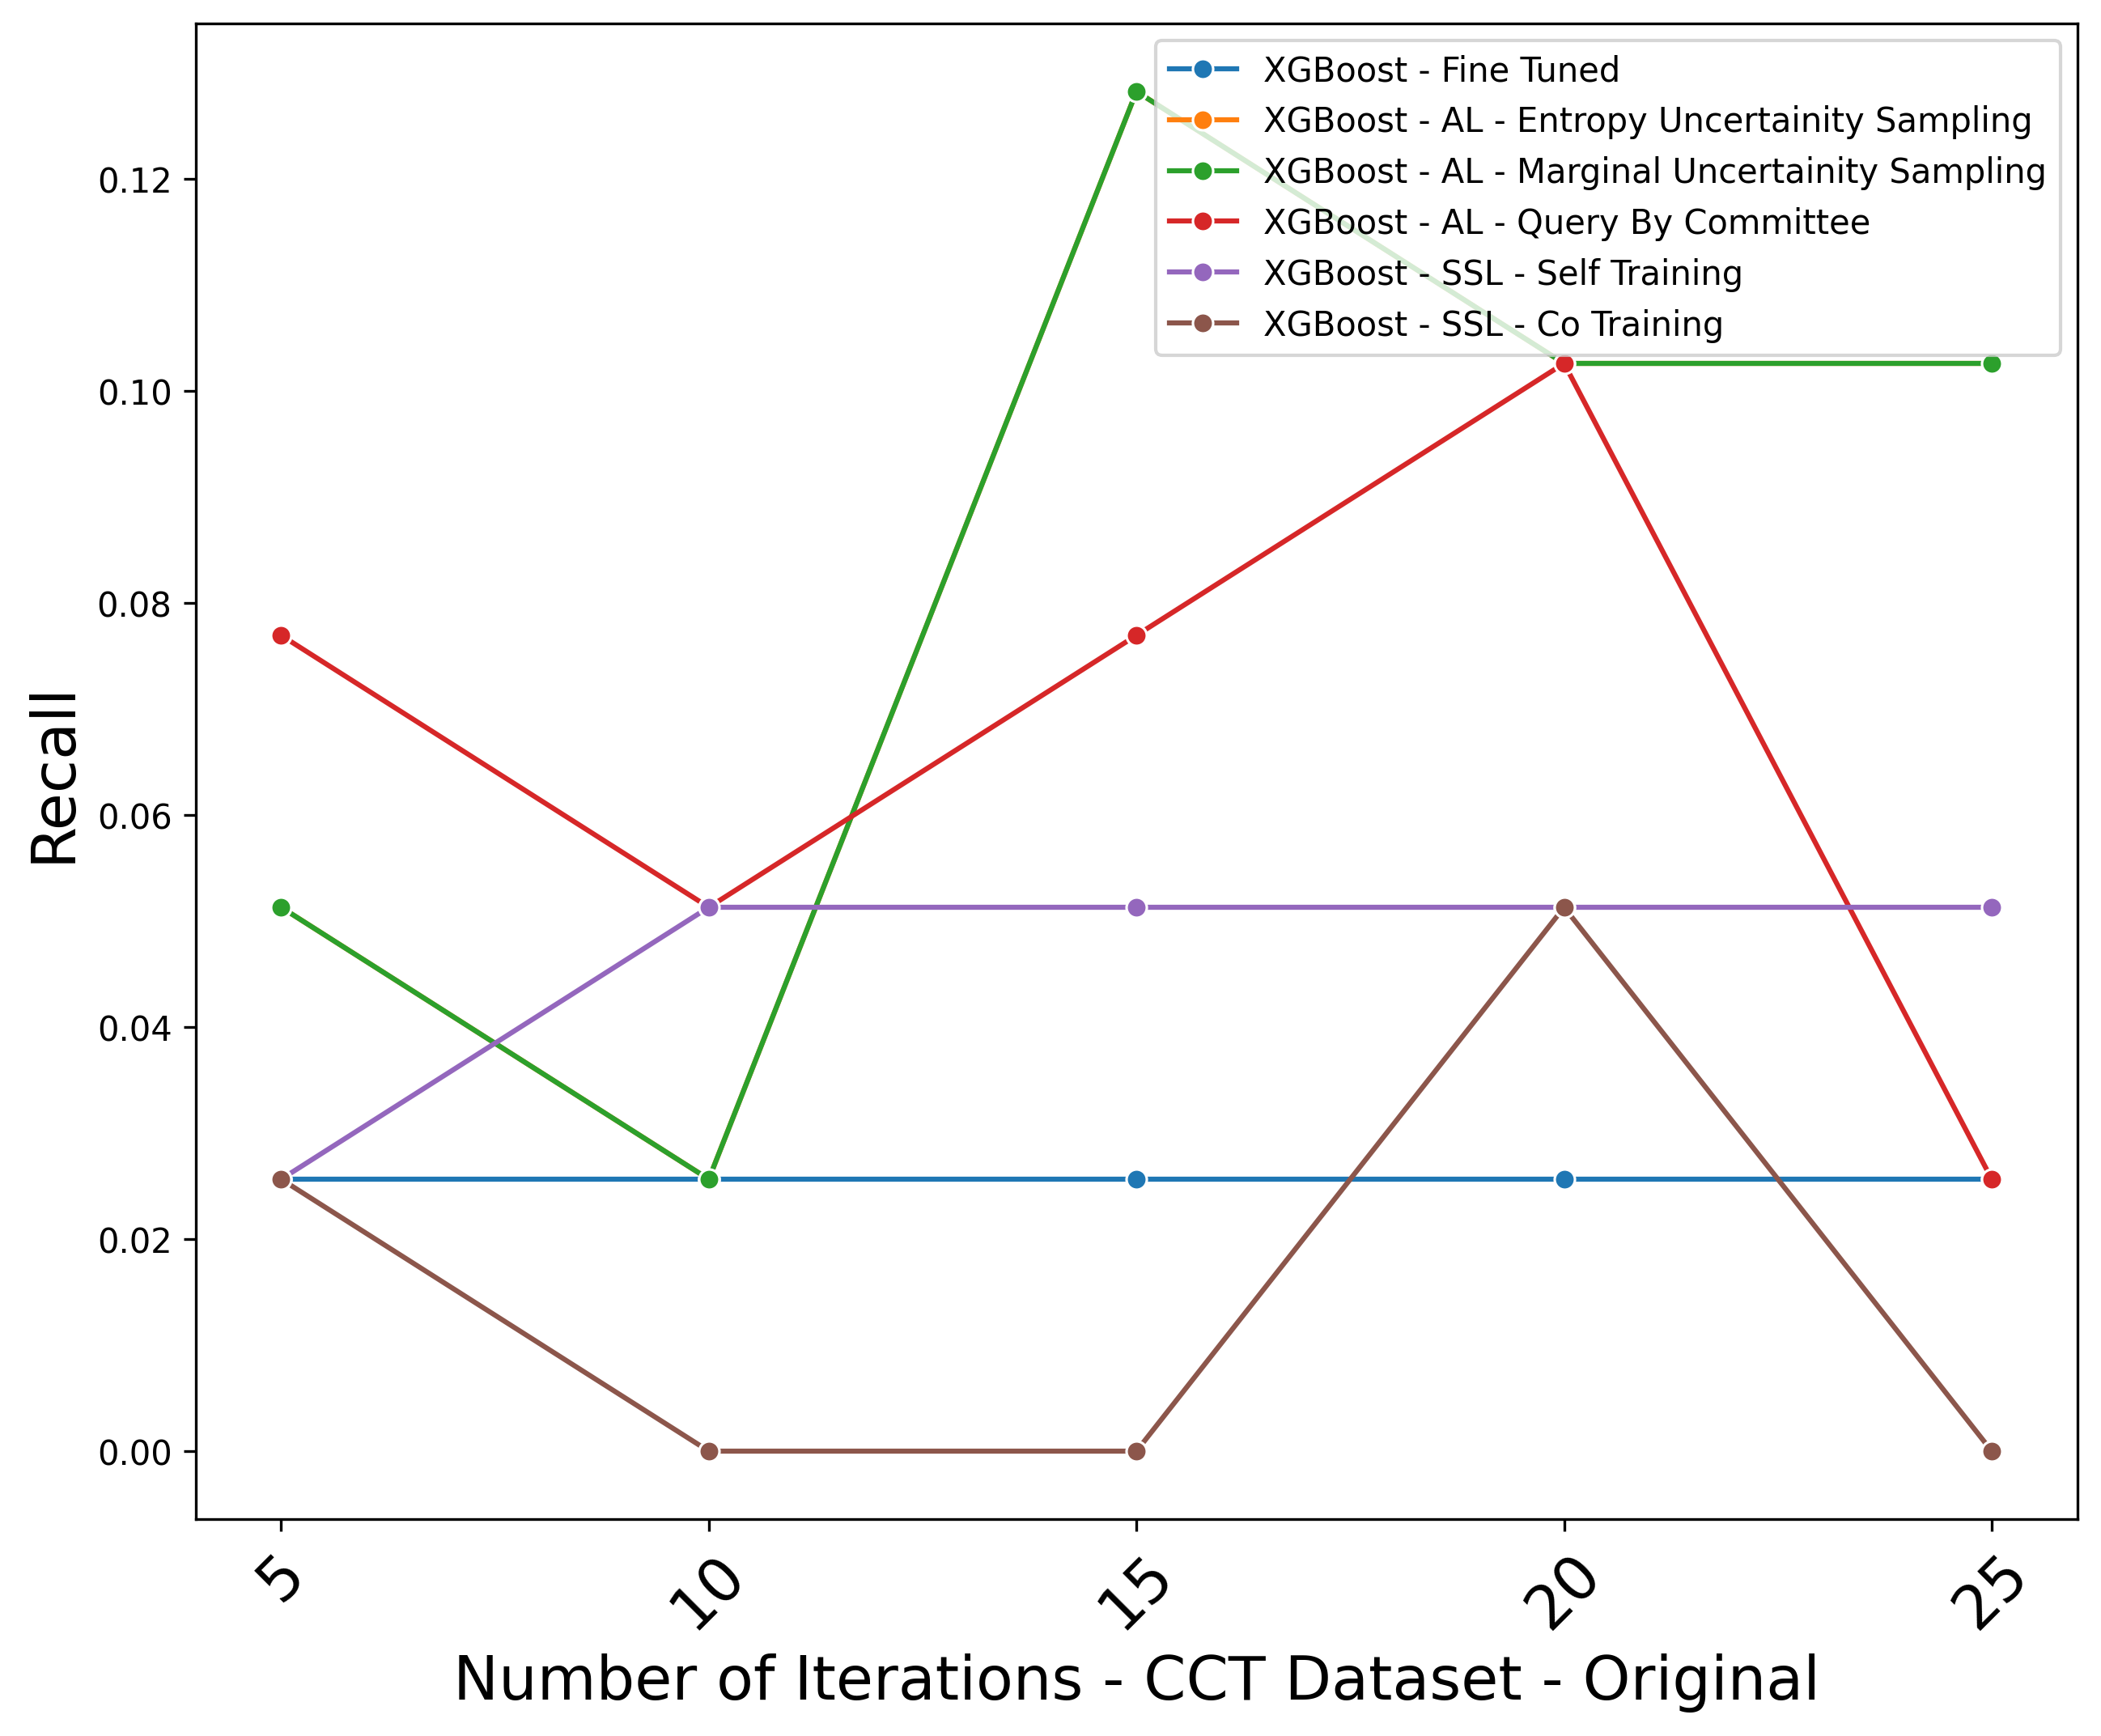 XGBoost - Fine Tuned
XGBoost - AL - Entropy Uncertainity Sampling
XGBoost - AL - Marginal Uncertainity Sampling
XGBoost - AL - Query By Committee
XGBoost - SSL - Self Training
XGBoost - SSL - Co Training
0.12
0.10
0.08
0.06
0.04
0.02
0.00
Recall
5 10 15 20 25
Number of Iterations - CCT Dataset - Original